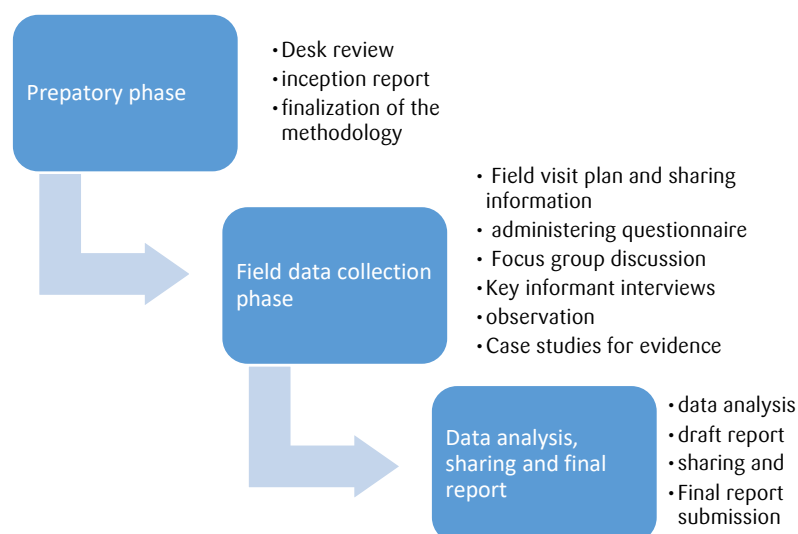 Prepatory phase
•Desk review
•inception report
•finalization of the
methodology
Field data collection
phase
• Field visit plan and sharing
information
• administering questionnaire
• Focus group discussion
•Key informant interviews
•observation
•Case studies for evidence
Data analysis,
sharing and final
report
•data analysis
•draft report
•sharing and
•Final report
submission